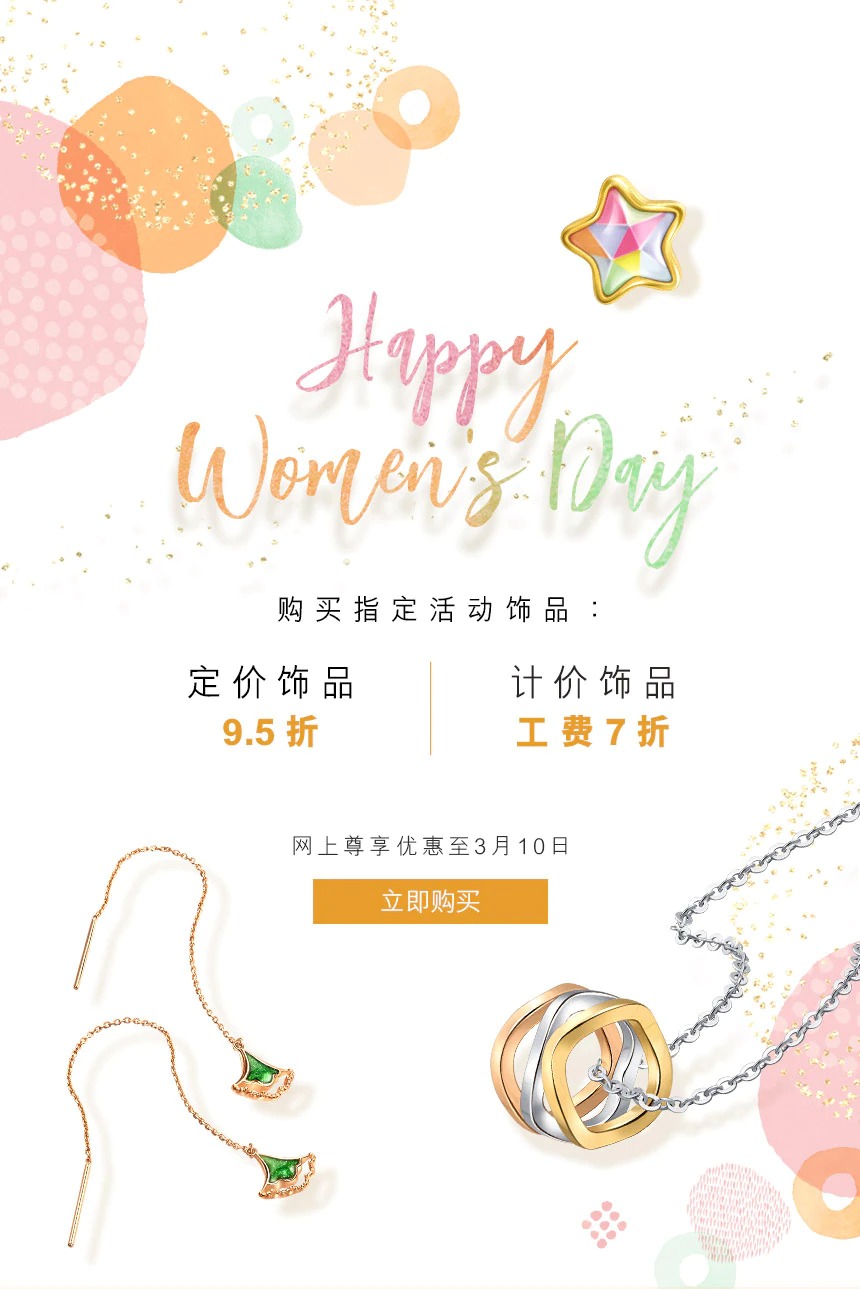 Happy
Women's Day
购买指定活动饰品：
定价饰品
9.5折
计价饰品
工费7折
网上尊享优惠至3月10日
立即购买